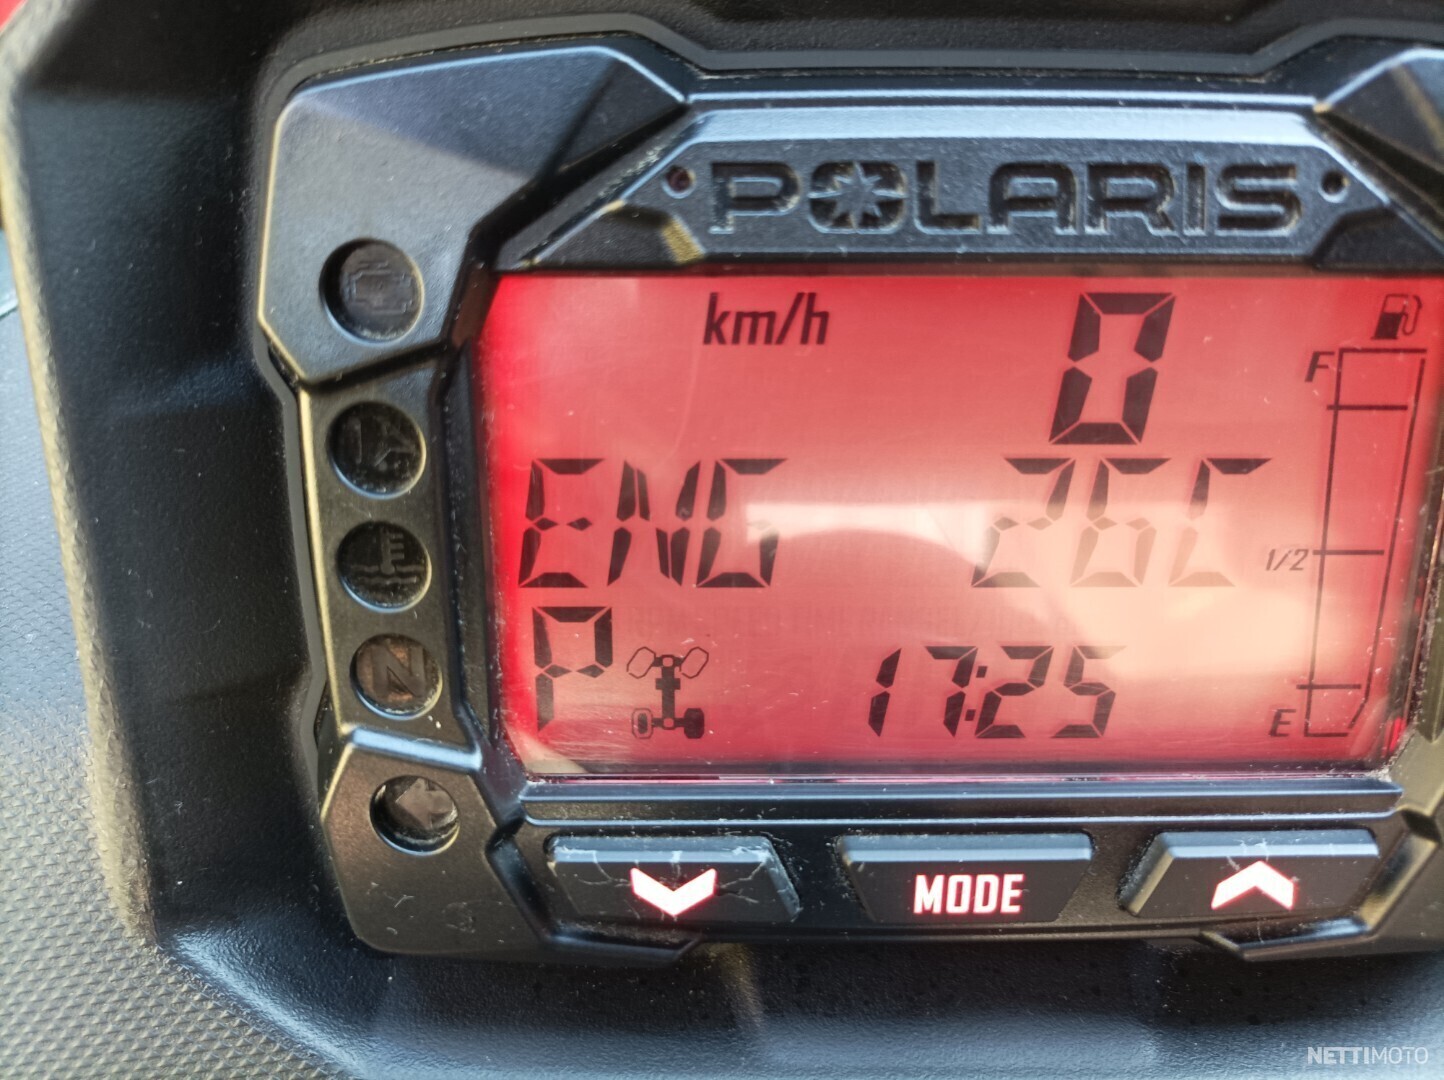 POLARIS
km/h 0
F
ENG 26C
1/2
P 17:25
E
N
MODE
NETTIMOTO